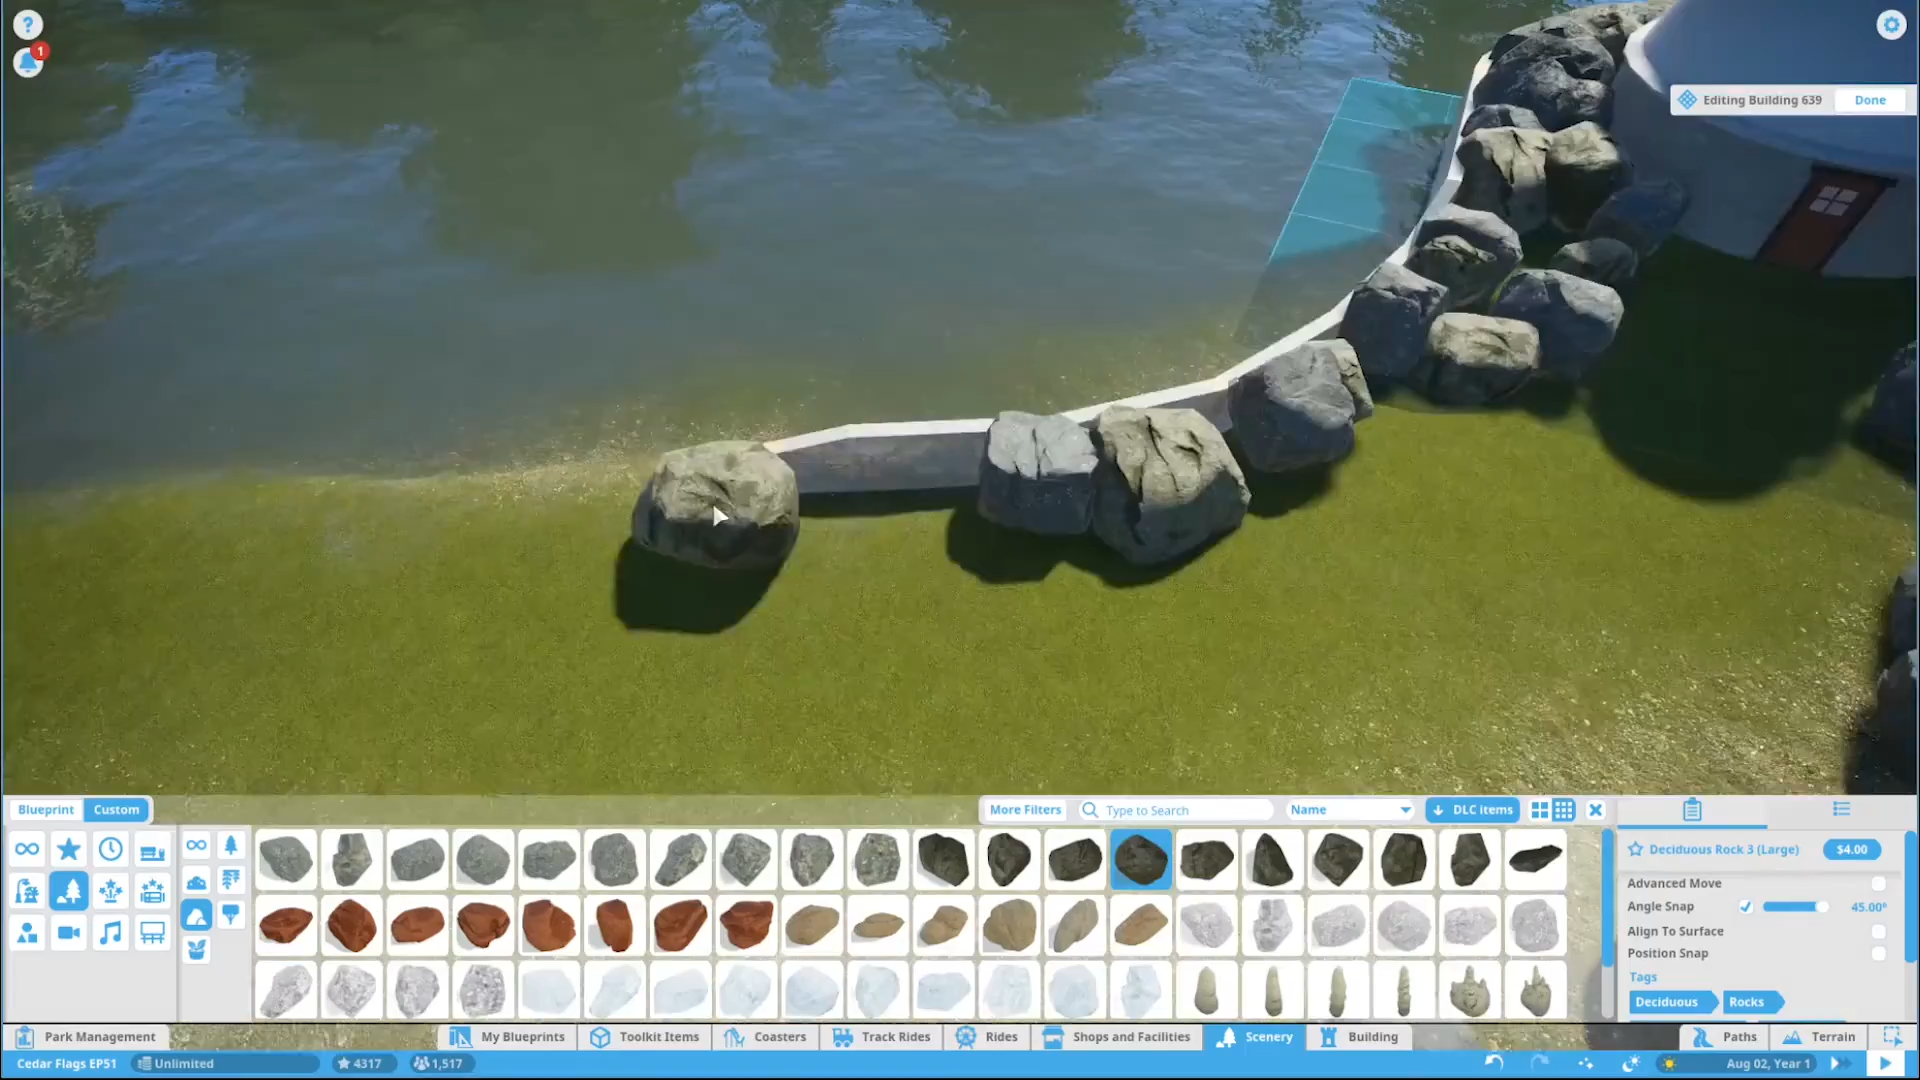 ?
1
Editing Building 639 Done
Blueprint Custom
More Filters Type to Search Name DLC items
Deciduous Rock 3 (Large) $4.00
Advanced Move
Angle Snap 45.00°
Align To Surface
Position Snap
Tags
Deciduous Rocks
Park Management My Blueprints Toolkit Items Coasters Track Rides Rides Shops and Facilities Scenery Building Paths Terrain
Cedar Flags EP51 Unlimited 4317 1,517 Aug 02, Year 1